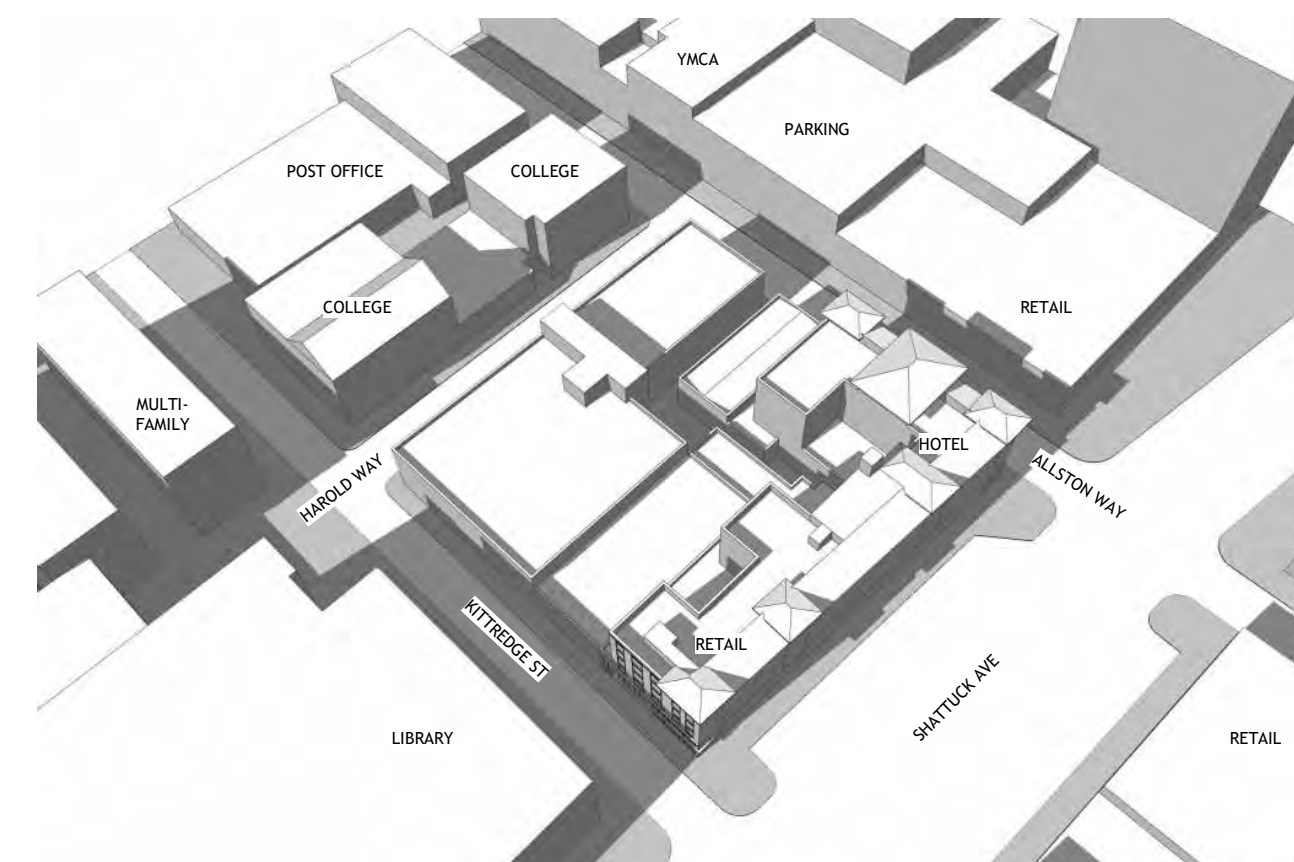 YMCA
PARKING
POST OFFICE
COLLEGE
COLLEGE
RETAIL
MULTI-
FAMILY
HOTEL
HAROLD WAY
ALLSTON WAY
KITTREDGE ST
RETAIL
SHATTUCK AVE
LIBRARY
RETAIL